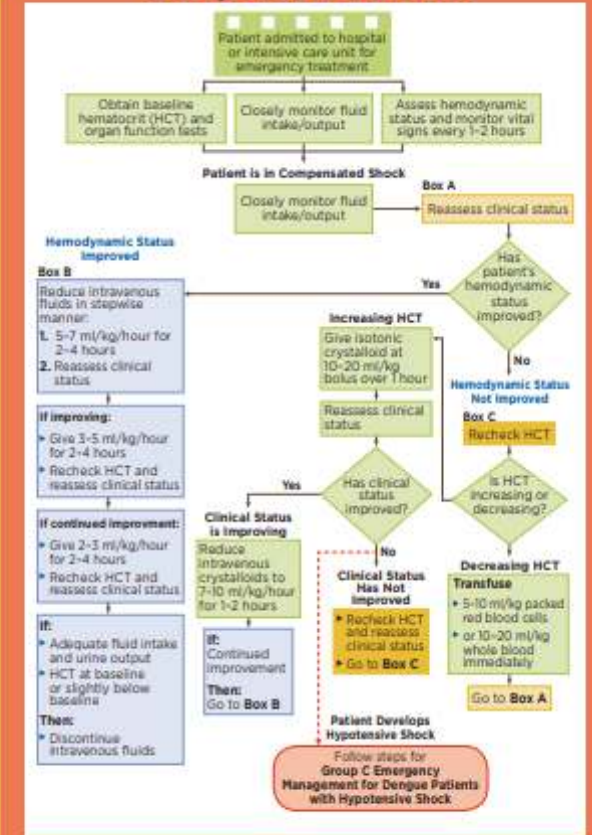 Patient admitted to hospital
or intensive care unit for
emergency treatment
Obtain baseline
hematocrit (HCT) and
organ function tests
Closely monitor fluid
intake/output
Assess hemodynamic
status and monitor vital
signs every 1-2 hours
Patient is in Compensated Shock
Closely monitor fluid
intake/output
Box A
Reassess clinical status
Has
patient's
hemodynamic
status
improved?
Yes
No
Hemodynamic Status
Improved
Box B
Reduce intravenous
fluids in stepwise
manner:
1. 5-7 ml/kg/hour for
2-4 hours
2. Reassess clinical
status
If improving:
Give 3-5 ml/kg/hour
for 2-4 hours
Recheck HCT and
reassess clinical status
If continued improvment:
Give 2-3 ml/kg/hour
for 2-4 hours
Recheck HCT and
reassess clinical status
If:
Adequate fluid intake
and urine output
HCT at baseline
or slightly below
baseline
Then:
Discontinue
intravenous fluids
Hemodynamic Status
Not Improved
Box C
Recheck HCT
Is HCT
increasing or
decreasing?
Increasing HCT
Give isotonic
crystalloid at
10-20 ml/kg
bolus over 1 hour
Reassess clinical
status
Has clinical
status
improved?
Yes
No
Clinical Status
is Improving
Reduce
intravenous
crystalloids to
7-10 ml/kg/hour
for 1-2 hours
If:
Continued
improvement
Then:
Go to Box B
Clinical Status
Has Not
Improved
Recheck HCT
and reassess
clinical status
Go to Box C
Decreasing HCT
Transfuse
5-10 ml/kg packed
red blood cells
or 10-20 ml/kg
whole blood
immediately
Go to Box A
Patient Develops
Hypotensive Shock
Follow steps for
Group C Emergency
Management for Dengue Patients
with Hypotensive Shock